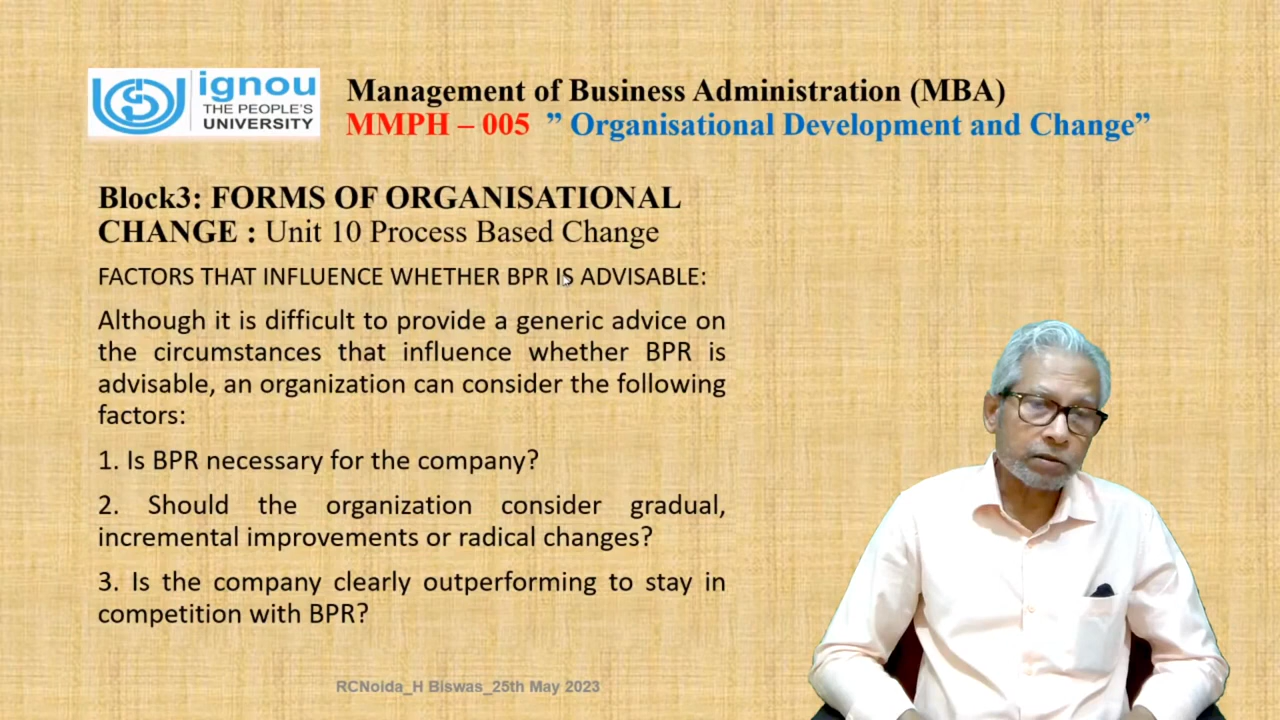 ignou
THE PEOPLE'S
UNIVERSITY
Management of Business Administration (MBA)
MMPH – 005 ” Organisational Development and Change”
Block3: FORMS OF ORGANISATIONAL
CHANGE : Unit 10 Process Based Change
FACTORS THAT INFLUENCE WHETHER BPR IS ADVISABLE:
Although it is difficult to provide a generic advice on
the circumstances that influence whether BPR is
advisable, an organization can consider the following
factors:
1. Is BPR necessary for the company?
2. Should the organization consider gradual,
incremental improvements or radical changes?
3. Is the company clearly outperforming to stay in
competition with BPR?
RCNoida_H Biswas_25th May 2023